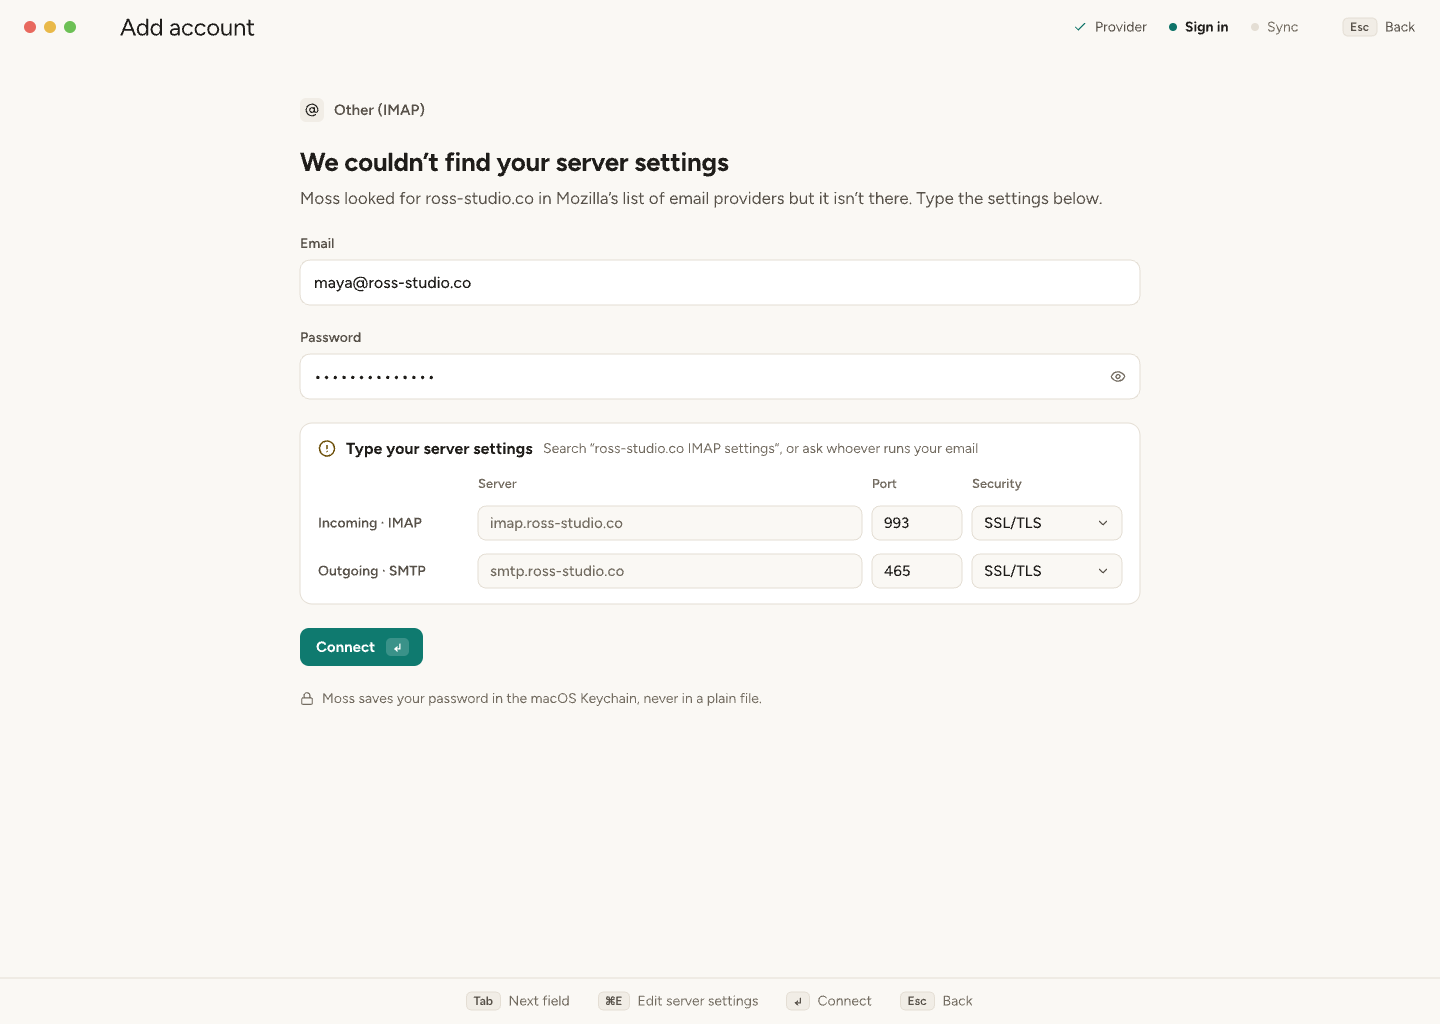 Add account
Provider
Sign in
Sync
Esc Back
@ Other (IMAP)
We couldn’t find your server settings
Moss looked for ross-studio.co in Mozilla’s list of email providers but it isn’t there. Type the settings below.
Email
maya@ross-studio.co
Password
••••••••••••••
Type your server settings Search “ross-studio.co IMAP settings”, or ask whoever runs your email
Server Port Security
Incoming · IMAP imap.ross-studio.co 993 SSL/TLS
Outgoing · SMTP smtp.ross-studio.co 465 SSL/TLS
Connect ↲
Moss saves your password in the macOS Keychain, never in a plain file.
Tab Next field ⌘E Edit server settings ↲ Connect Esc Back